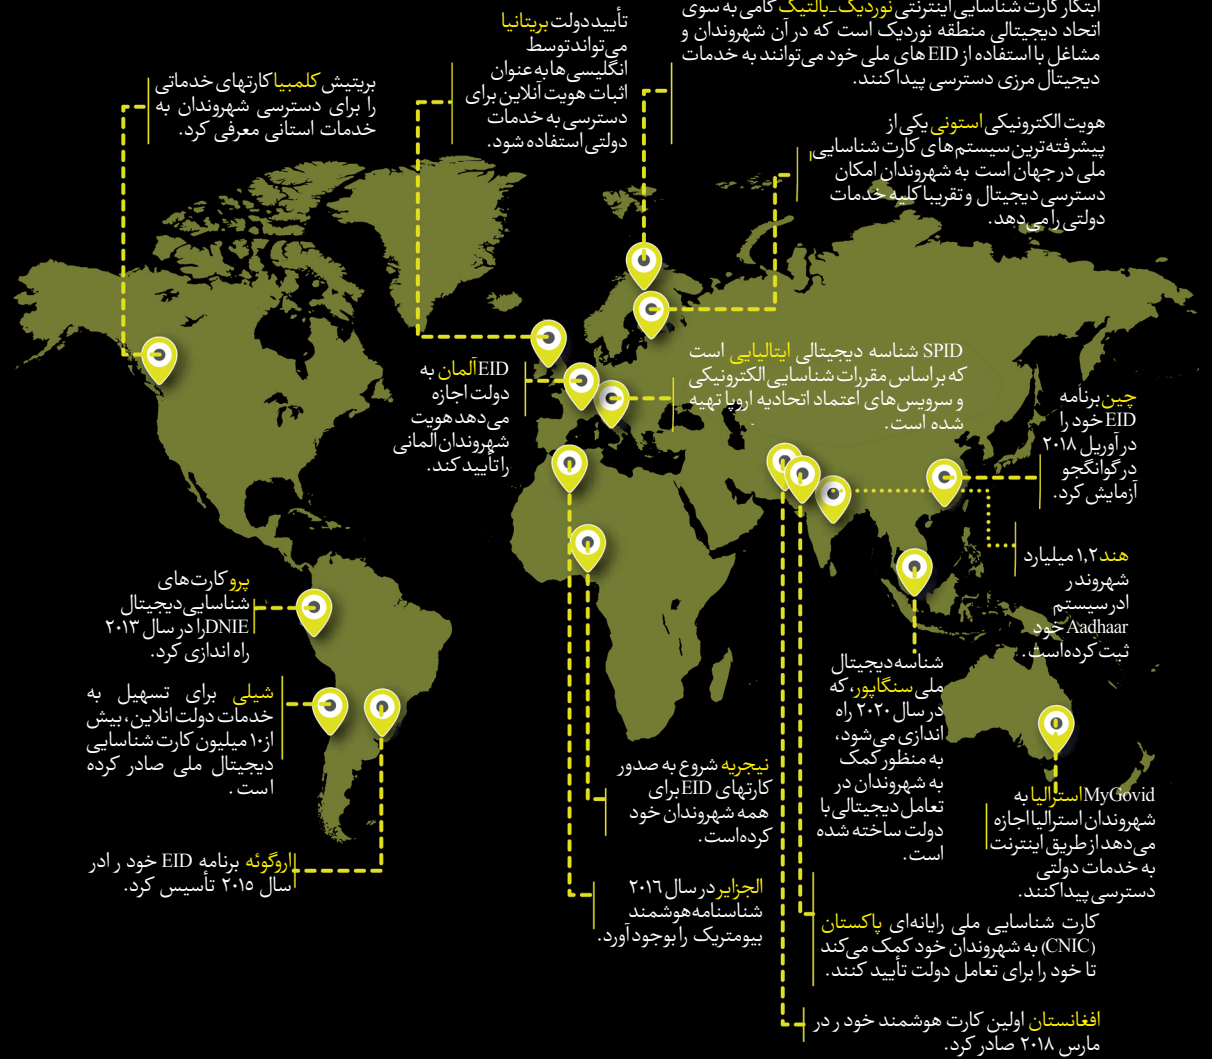 ابتکار کارت شناسایی اینترنتی نوردیک-بالتیک گامی به سوی
اتحاد دیجیتالی منطقه نوردیک است که در آن شهروندان و
مشاغل با استفاده از EID های ملی خود می‌توانند به خدمات
دیجیتال مرزی دسترسی پیدا کنند.
تأیید دولت بریتانیا
می‌تواند توسط
انگلیسی‌ها به عنوان
اثبات هویت آنلاین برای
دسترسی به خدمات
دولتی استفاده شود.
بریتیش کلمبیا کارتهای خدماتی
را برای دسترسی شهروندان به
خدمات استانی معرفی کرد.
هویت الکترونیکی استونی یکی از
پیشرفته‌ترین سیستم‌های کارت شناسایی
ملی در جهان است به شهروندان امکان
دسترسی دیجیتال و تقریبا کلیه خدمات
دولتی را می‌دهد.
SPID شناسه دیجیتالی ایتالیایی است
که براساس مقررات شناسایی الکترونیکی
و سرویس‌های اعتماد اتحادیه اروپا تهیه
شده است.
EID آلمان به
دولت اجازه
می‌دهد هویت
شهروندان آلمانی
را تأیید کند.
چین برنامه
EID خود را
در آوریل ۲۰۱۸
در گوانگجو
آزمایش کرد.
هند ۱,۲ میلیارد
شهروند ر
ادر سیستم
Aadhaar خود
ثبت کرده‌است.
پرو کارت‌های
شناسایی دیجیتال
DNIE را در سال ۲۰۱۳
راه اندازی کرد.
شیلی برای تسهیل به
خدمات دولت انلاین، بیش
از ۱۰ میلیون کارت شناسایی
دیجیتال ملی صادر کرده
است .
اروگوئه برنامه EID خود ر ادر
سال ۲۰۱۵ تأسیس کرد.
نیجریه شروع به صدور
کارتهای EID برای
همه شهروندان خود
کرده‌است.
الجزایر در سال ۲۰۱۶
شناسنامه هوشمند
بیومتریک را بوجود آورد.
شناسه دیجیتال
ملی سنگاپور، که
در سال ۲۰۲۰ راه
اندازی می‌شود،
به منظور کمک
به شهروندان در
تعامل دیجیتالی با
دولت ساخته شده
است.
MyGovid استرالیا به
شهروندان استرالیا اجازه
می‌دهد از طریق اینترنت
به خدمات دولتی
دسترسی پیدا کنند.
کارت شناسایی ملی رایانه‌ای پاکستان
(CNIC) به شهروندان خود کمک می‌کند
تا خود را برای تعامل دولت تأیید کنند.
افغانستان اولین کارت هوشمند خود ر در
مارس ۲۰۱۸ صادر کرد.